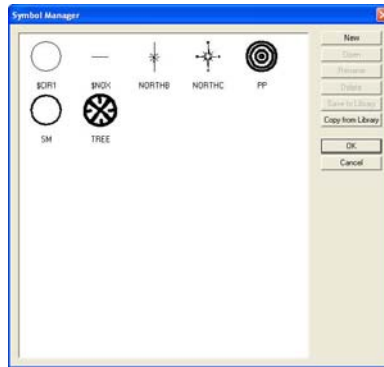 Symbol Manager
New
Open
Rename
Delete
Save to Library
Copy from Library
OK
Cancel
$CIR1 $NOX NORTHB NORTHC PP
SM TREE